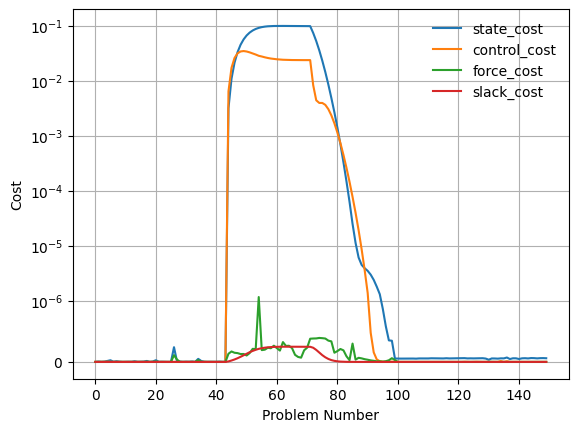 state_cost
control_cost
force_cost
slack_cost
Cost
10⁻¹
10⁻²
10⁻³
10⁻⁴
10⁻⁵
10⁻⁶
0
0 20 40 60 80 100 120 140
Problem Number